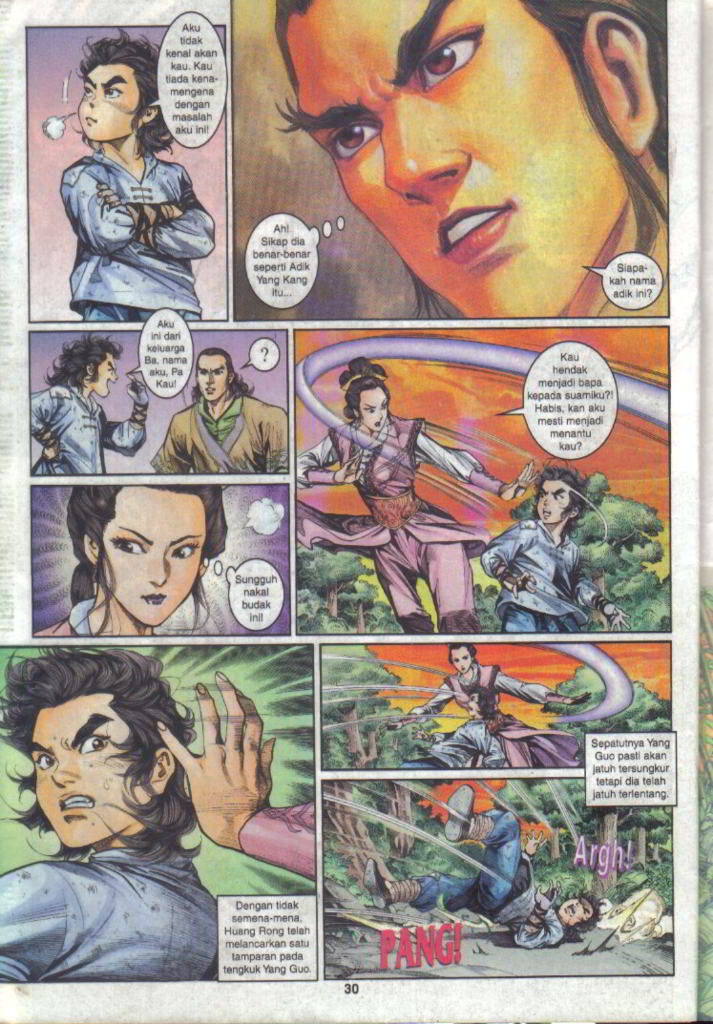 Aku
tidak
kenal akan
kau. Kau
tiada kena-
mengena
dengan
masalah
aku ini!
Ah!
Sikap dia
benar-benar
seperti Adik
Yang Kang
itu...
Siapa-
kah nama
adik ini?
Aku
ini dari
keluarga
Ba, nama
aku, Pa
Kau!
?
Kau
hendak
menjadi bapa
kepada suamiku?!
Habis, kan aku
mesti menjadi
menantu
kau?
Sungguh
nakal
budak
ini!
Dengan tidak
semena-mena,
Huang Rong telah
melancarkan satu
tamparan pada
tengkuk Yang Guo.
Sepatutnya Yang
Guo pasti akan
jatuh tersungkur
tetapi dia telah
jatuh terlentang.
Argh!
PANG!
30